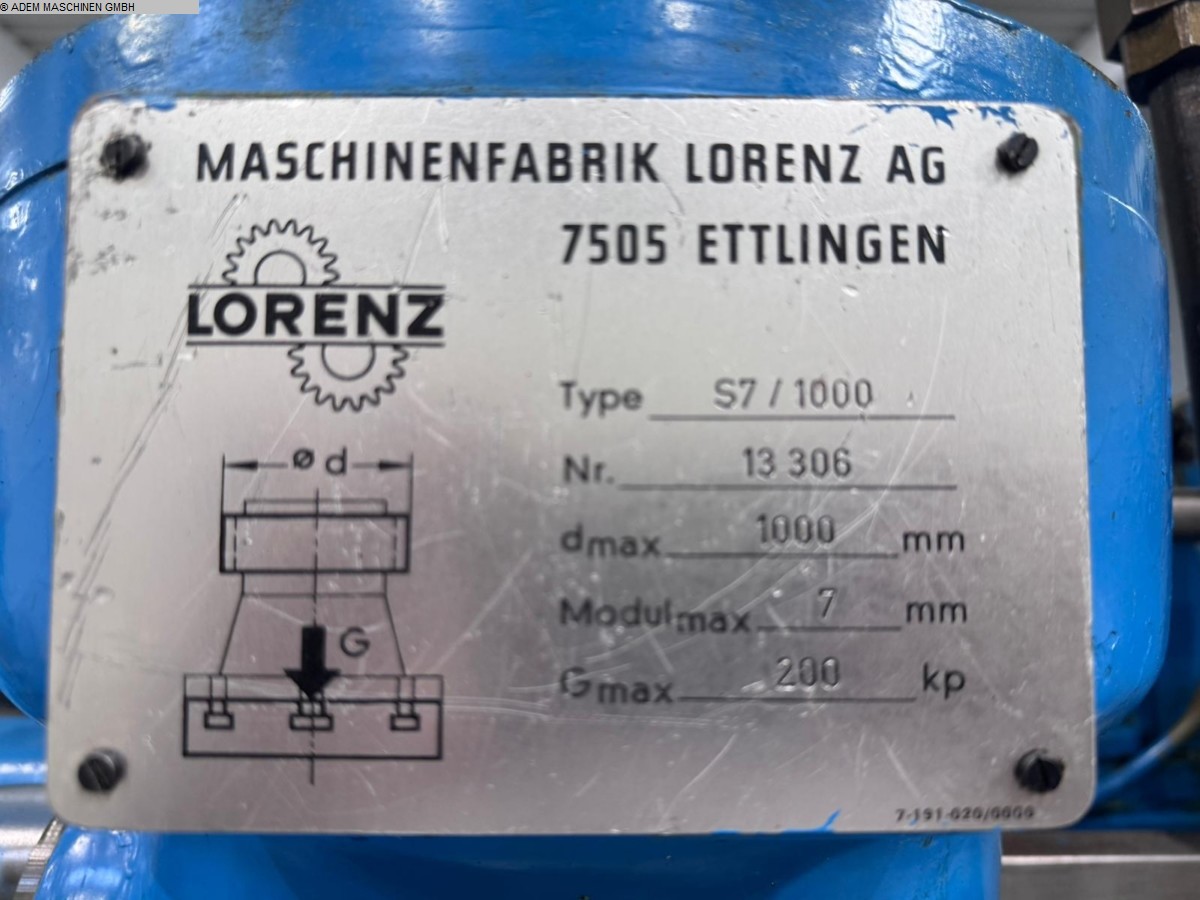 © ADEM MASCHINEN GMBH
MASCHINENFABRIK LORENZ AG
7505 ETTLINGEN
LORENZ
Type S7 / 1000
Nr. 13 306
dmax 1000 mm
Modulmax 7 mm
Gmax 200 kp
ø d
G